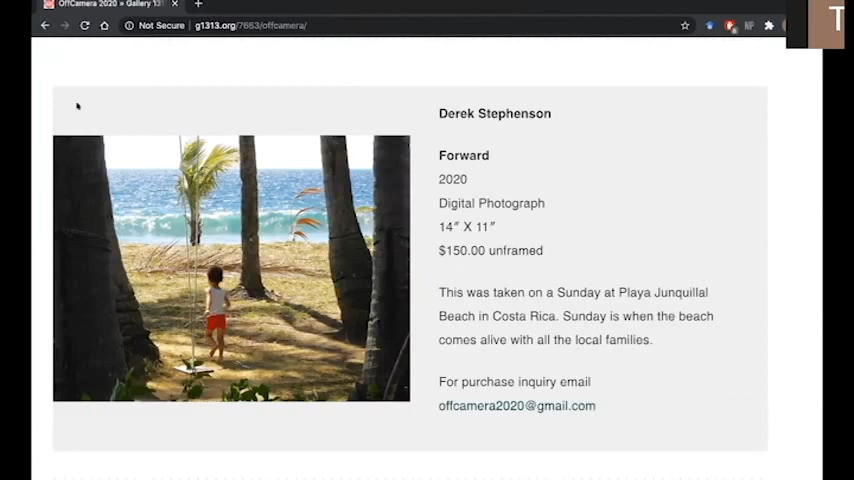 OffCamera 2020 » Gallery 131
Not Secure | g1313.org/7663/offcamera/
T
Derek Stephenson
Forward
2020
Digital Photograph
14″ X 11″
$150.00 unframed
This was taken on a Sunday at Playa Junquillal
Beach in Costa Rica. Sunday is when the beach
comes alive with all the local families.
For purchase inquiry email
offcamera2020@gmail.com